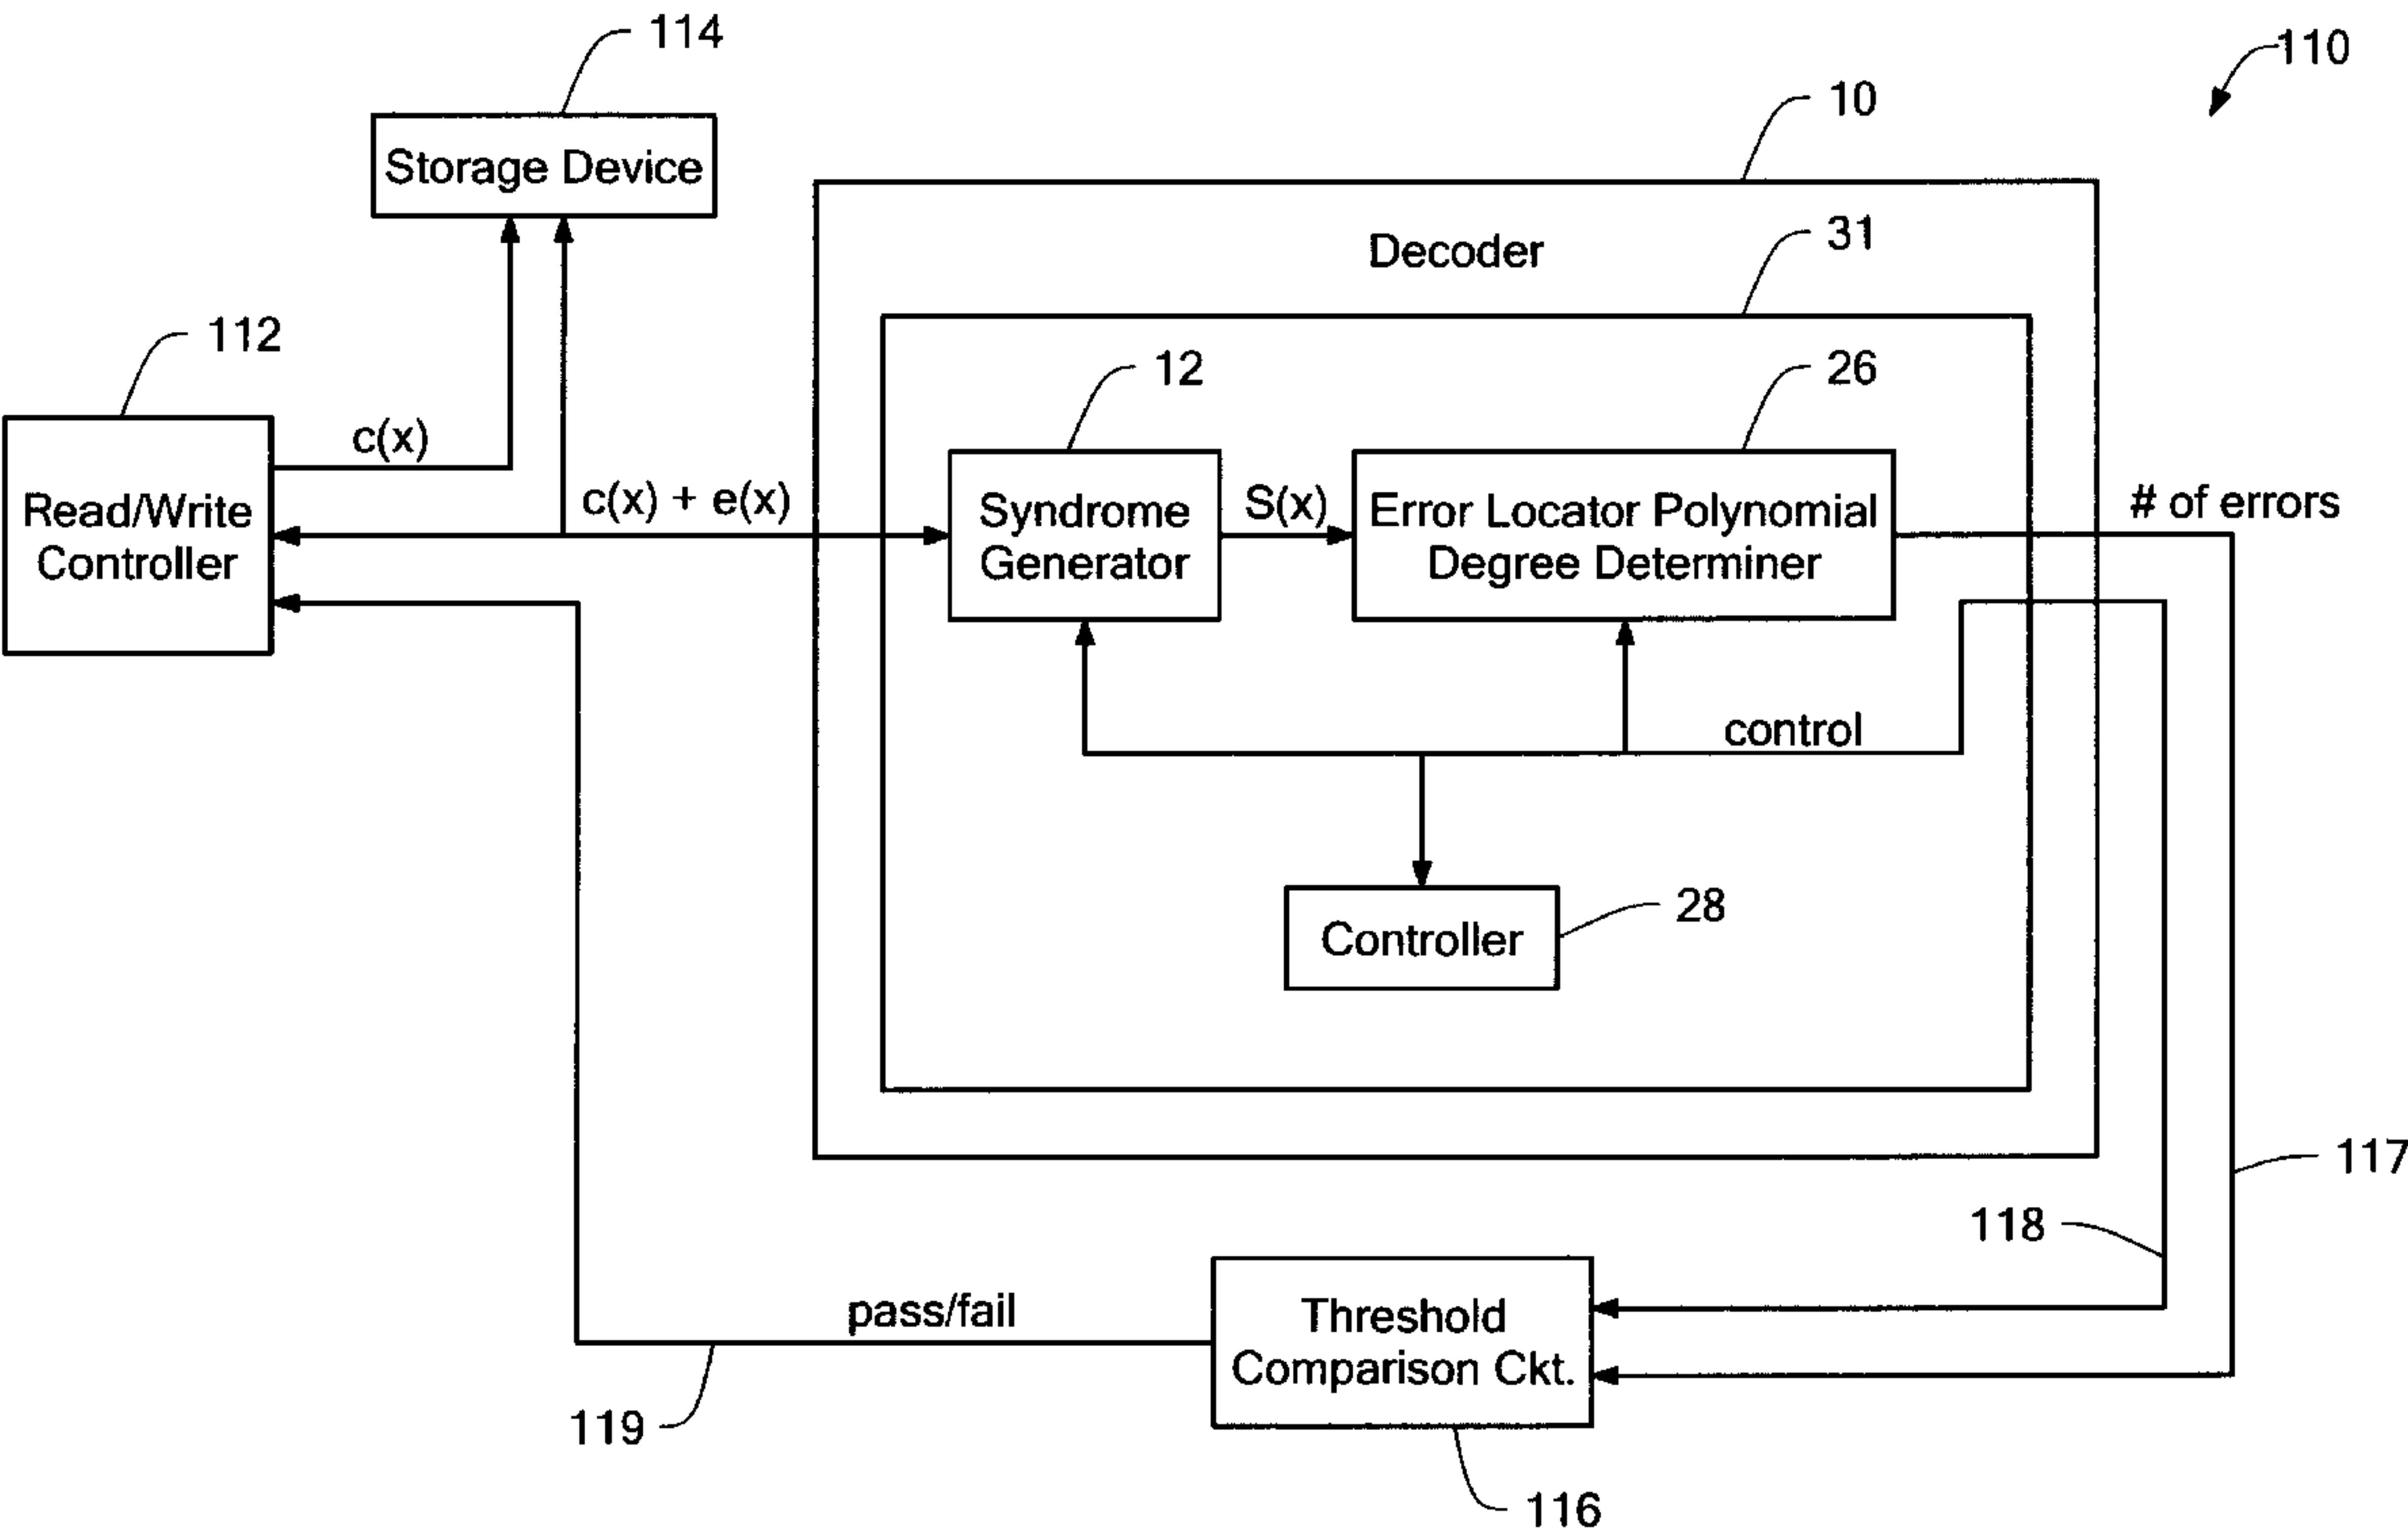 114
110
10
Storage Device
31
Decoder
112
12
26
c(x)
Read/Write
Controller
c(x) + e(x)
Syndrome
Generator
S(x)
Error Locator Polynomial
Degree Determiner
# of errors
control
28
Controller
117
118
pass/fail
Threshold
Comparison Ckt.
119
116